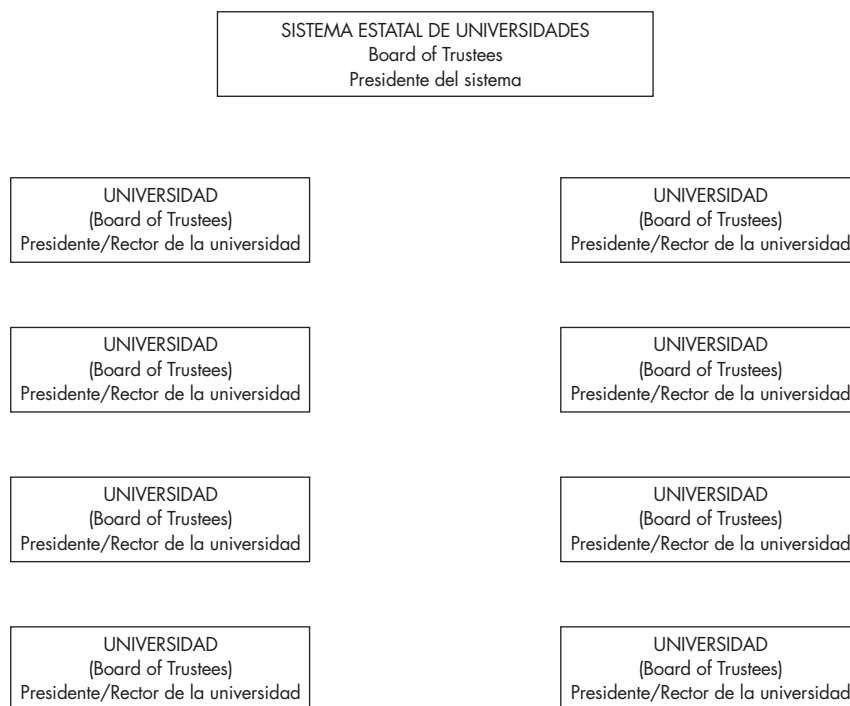 SISTEMA ESTATAL DE UNIVERSIDADES
Board of Trustees
Presidente del sistema
UNIVERSIDAD
(Board of Trustees)
Presidente/Rector de la universidad
UNIVERSIDAD
(Board of Trustees)
Presidente/Rector de la universidad
UNIVERSIDAD
(Board of Trustees)
Presidente/Rector de la universidad
UNIVERSIDAD
(Board of Trustees)
Presidente/Rector de la universidad
UNIVERSIDAD
(Board of Trustees)
Presidente/Rector de la universidad
UNIVERSIDAD
(Board of Trustees)
Presidente/Rector de la universidad
UNIVERSIDAD
(Board of Trustees)
Presidente/Rector de la universidad
UNIVERSIDAD
(Board of Trustees)
Presidente/Rector de la universidad